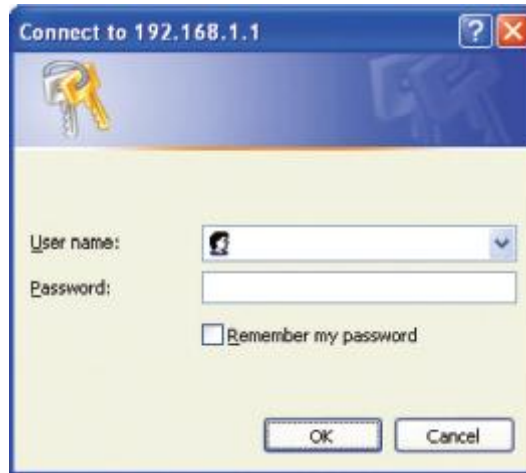 Connect to 192.168.1.1
User name:
Password:
Remember my password
OK
Cancel